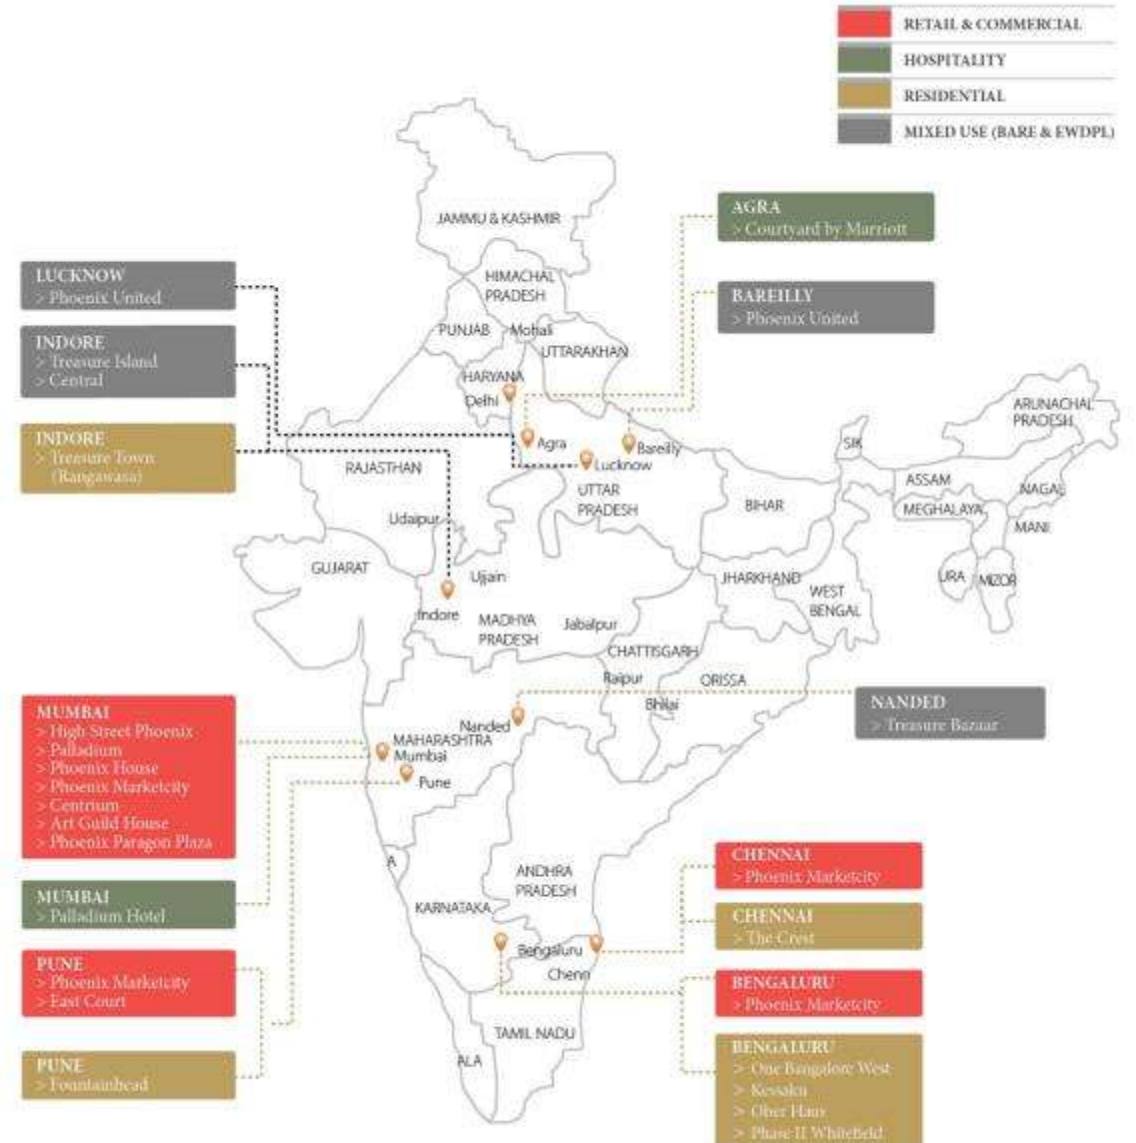 RETAIL & COMMERCIAL
HOSPITALITY
RESIDENTIAL
MIXED USE (BARE & EWDPL)
AGRA
> Courtyard by Marriott
BAREILLY
> Phoenix United
LUCKNOW
> Phoenix United
INDORE
> Treasure Island
> Central
INDORE
> Treasure Town
(Rangawasa)
JAMMU & KASHMIR
HIMACHAL
PRADESH
PUNJAB
Mohali
UTTARAKHAN
HARYANA
Delhi
Agra
Bareilly
Lucknow
RAJASTHAN
UTTAR
PRADESH
BIHAR
SIK
ARUNACHAL
PRADESH
ASSAM
NAGAL
MEGHALAYA
MANI
Udaipur
GUJARAT
Ujjain
JHARKHAND
WEST
BENGAL
URA
MIZOR
Indore
MADHYA
PRADESH
Jabalpur
CHATTISGARH
Raipur
ORISSA
Bhilai
NANDED
> Treasure Bazaar
MUMBAI
> High Street Phoenix
> Palladium
> Phoenix House
> Phoenix Marketcity
> Centrium
> Art Guild House
> Phoenix Paragon Plaza
Nanded
MAHARASHTRA
Mumbai
Pune
MUMBAI
> Palladium Hotel
PUNE
> Phoenix Marketcity
> East Court
PUNE
> Fountainhead
A
ANDHRA
PRADESH
KARNATAKA
Bengaluru
Chenn
TAMIL NADU
ALA
CHENNAI
> Phoenix Marketcity
CHENNAI
> The Crest
BENGALURU
> Phoenix Marketcity
BENGALURU
> One Bangalore West
> Kessaku
> Ober Haus
> Phase II Whitefield